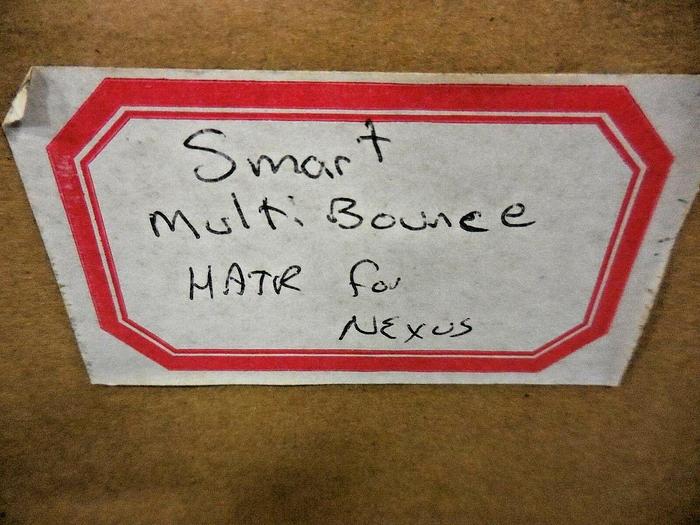 Smart
Multi Bounce
HATR for
NEXUS